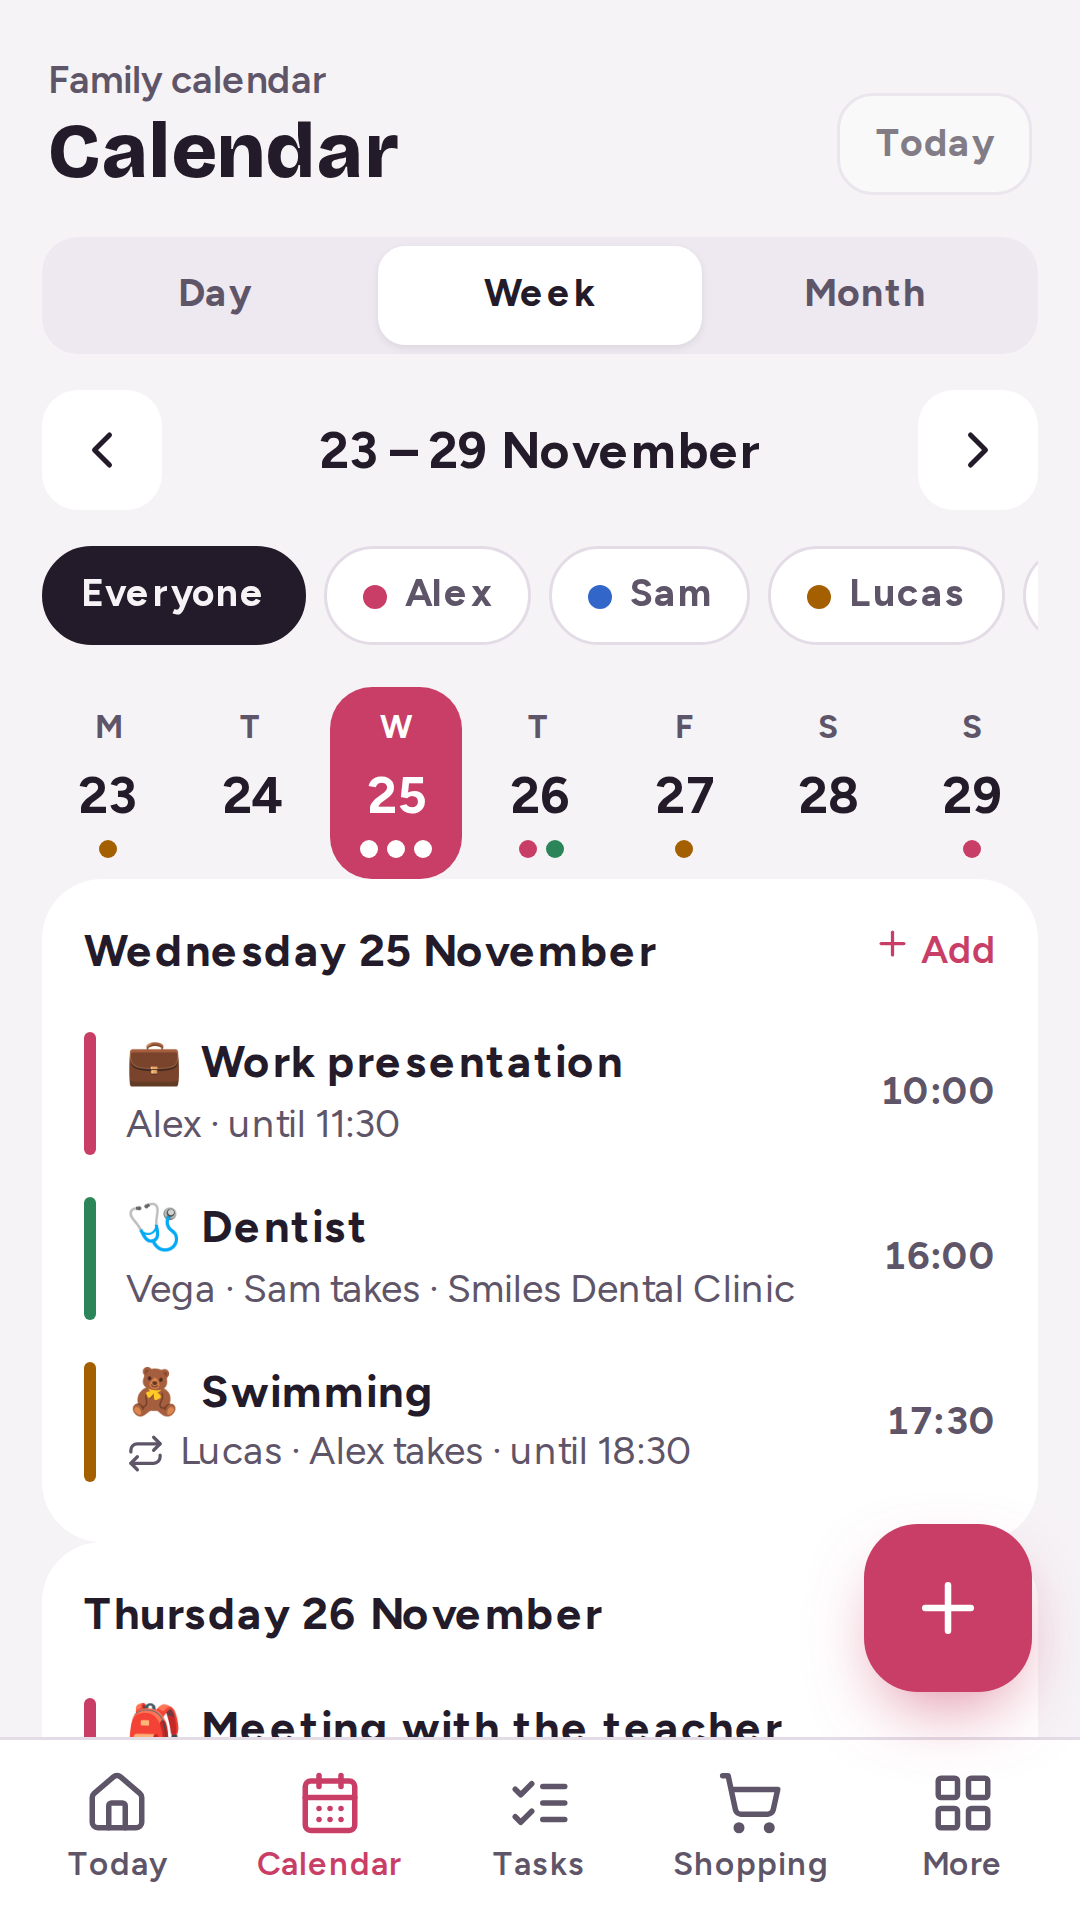 Family calendar
Calendar
Today
Day
Week
Month
23 – 29 November
Everyone
Alex
Sam
Lucas
M
T
W
T
F
S
S
23
24
25
26
27
28
29
Wednesday 25 November
Add
Work presentation
Alex · until 11:30
10:00
Dentist
Vega · Sam takes · Smiles Dental Clinic
16:00
Swimming
Lucas · Alex takes · until 18:30
17:30
Thursday 26 November
Meeting with the teacher
Today
Calendar
Tasks
Shopping
More